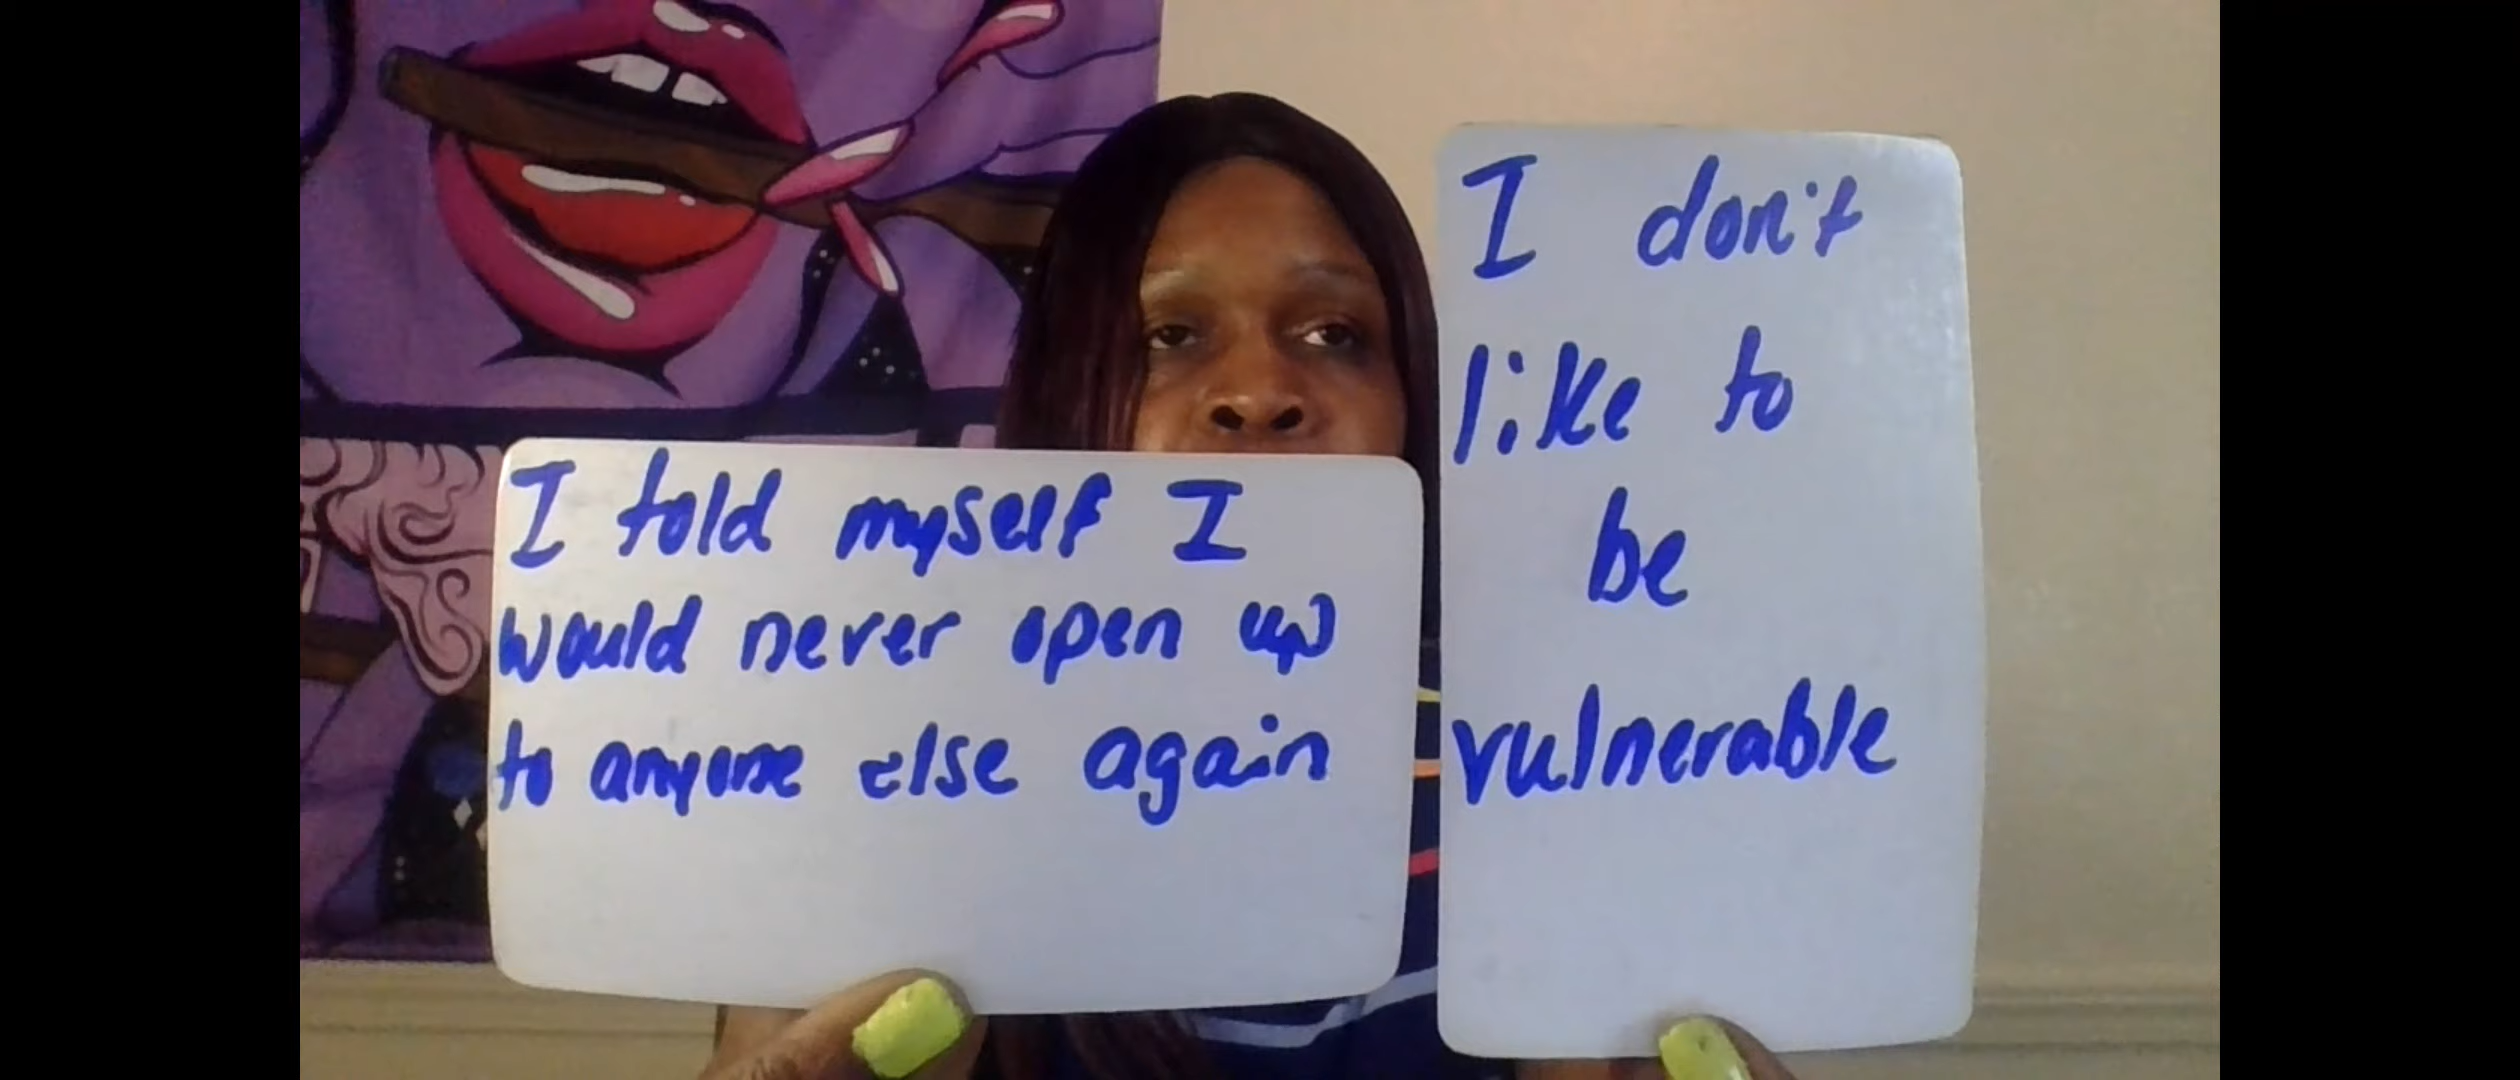 I told myself I
would never open up
to anyone else again
I don't
like to
be
vulnerable